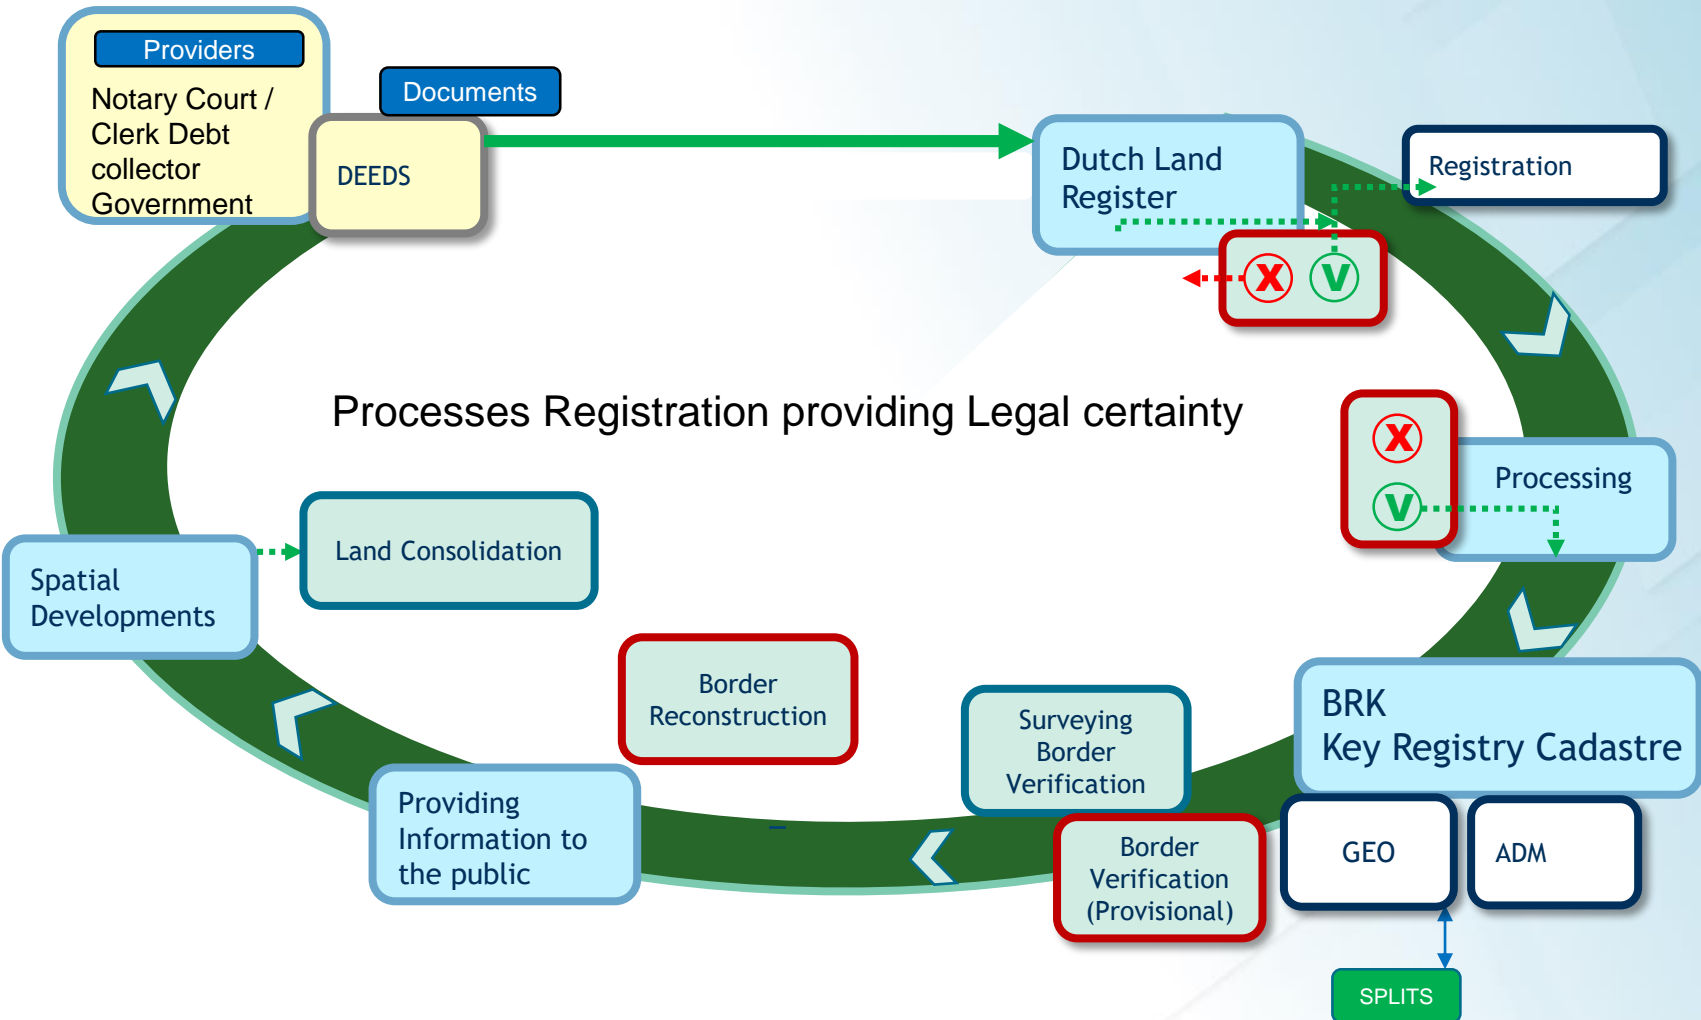 Providers
Notary Court /
Clerk Debt
collector
Government
Documents
DEEDS
Dutch Land
Register
Registration
X V
Processes Registration providing Legal certainty
X
V
Processing
Land Consolidation
Spatial
Developments
Border
Reconstruction
Surveying
Border
Verification
BRK
Key Registry Cadastre
Providing
Information to
the public
Border
Verification
(Provisional)
GEO
ADM
SPLITS